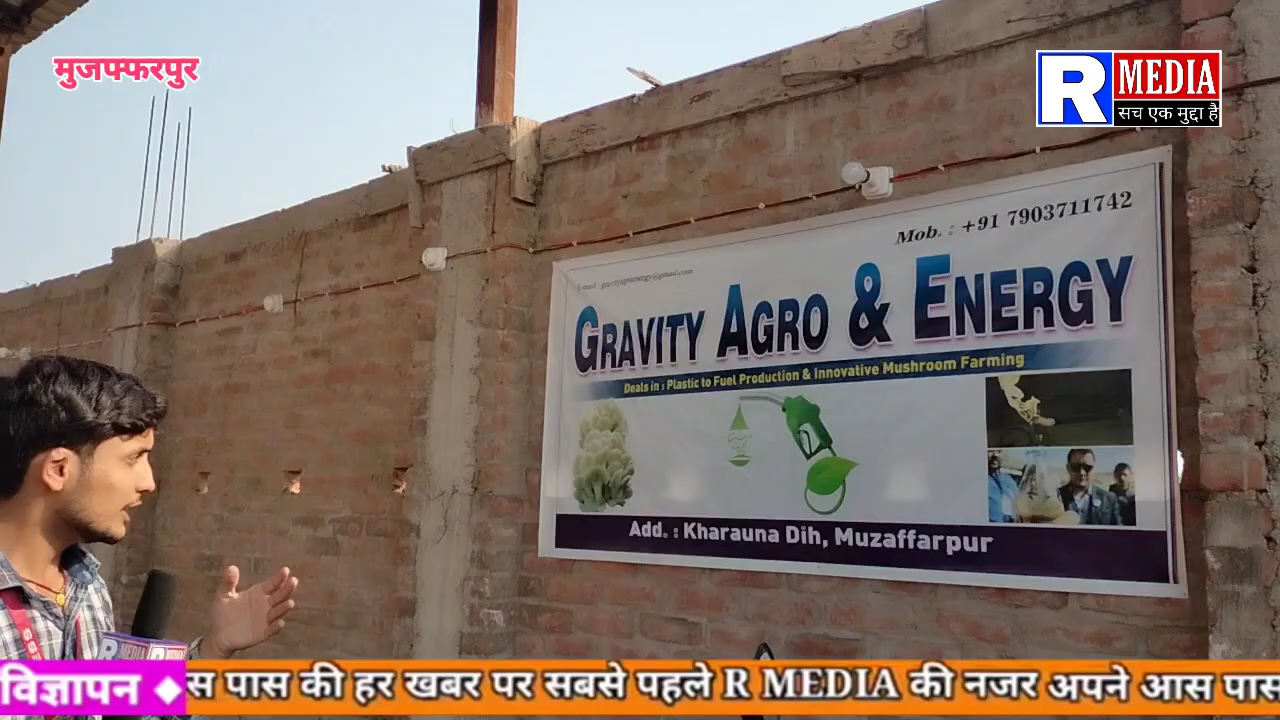 मुजफ्फरपुर
R MEDIA
सच एक मुद्दा है
Mob. : +91 7903711742
GRAVITY AGRO & ENERGY
Deals in : Plastic to Fuel Production & Innovative Mushroom Farming
Add. : Kharauna Dih, Muzaffarpur
R MEDIA R
विज्ञापन ◆ स पास की हर खबर पर सबसे पहले R MEDIA की नजर अपने आस पास